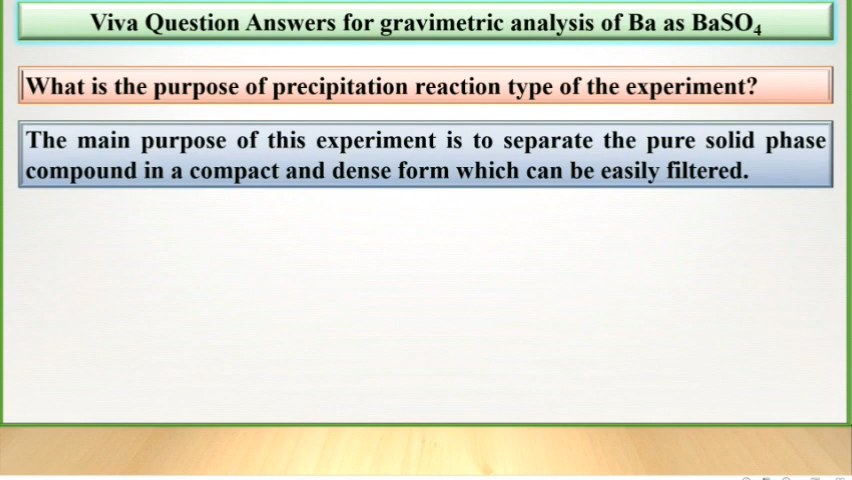 Viva Question Answers for gravimetric analysis of Ba as BaSO₄
What is the purpose of precipitation reaction type of the experiment?
The main purpose of this experiment is to separate the pure solid phase
compound in a compact and dense form which can be easily filtered.